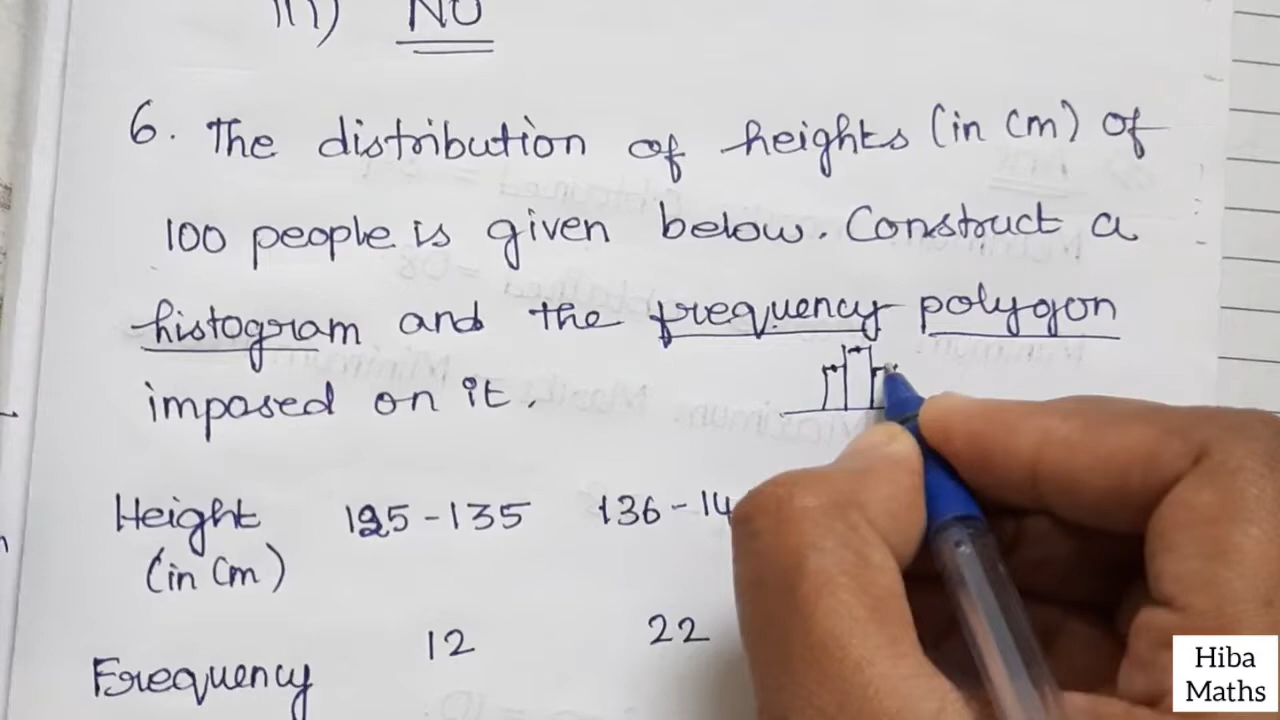 iii) No
6. The distribution of heights (in cm) of
100 people is given below. Construct a
histogram and the frequency polygon
imposed on it.
Height 125-135 136-14
(in cm)
12 22
Frequency
Hiba
Maths